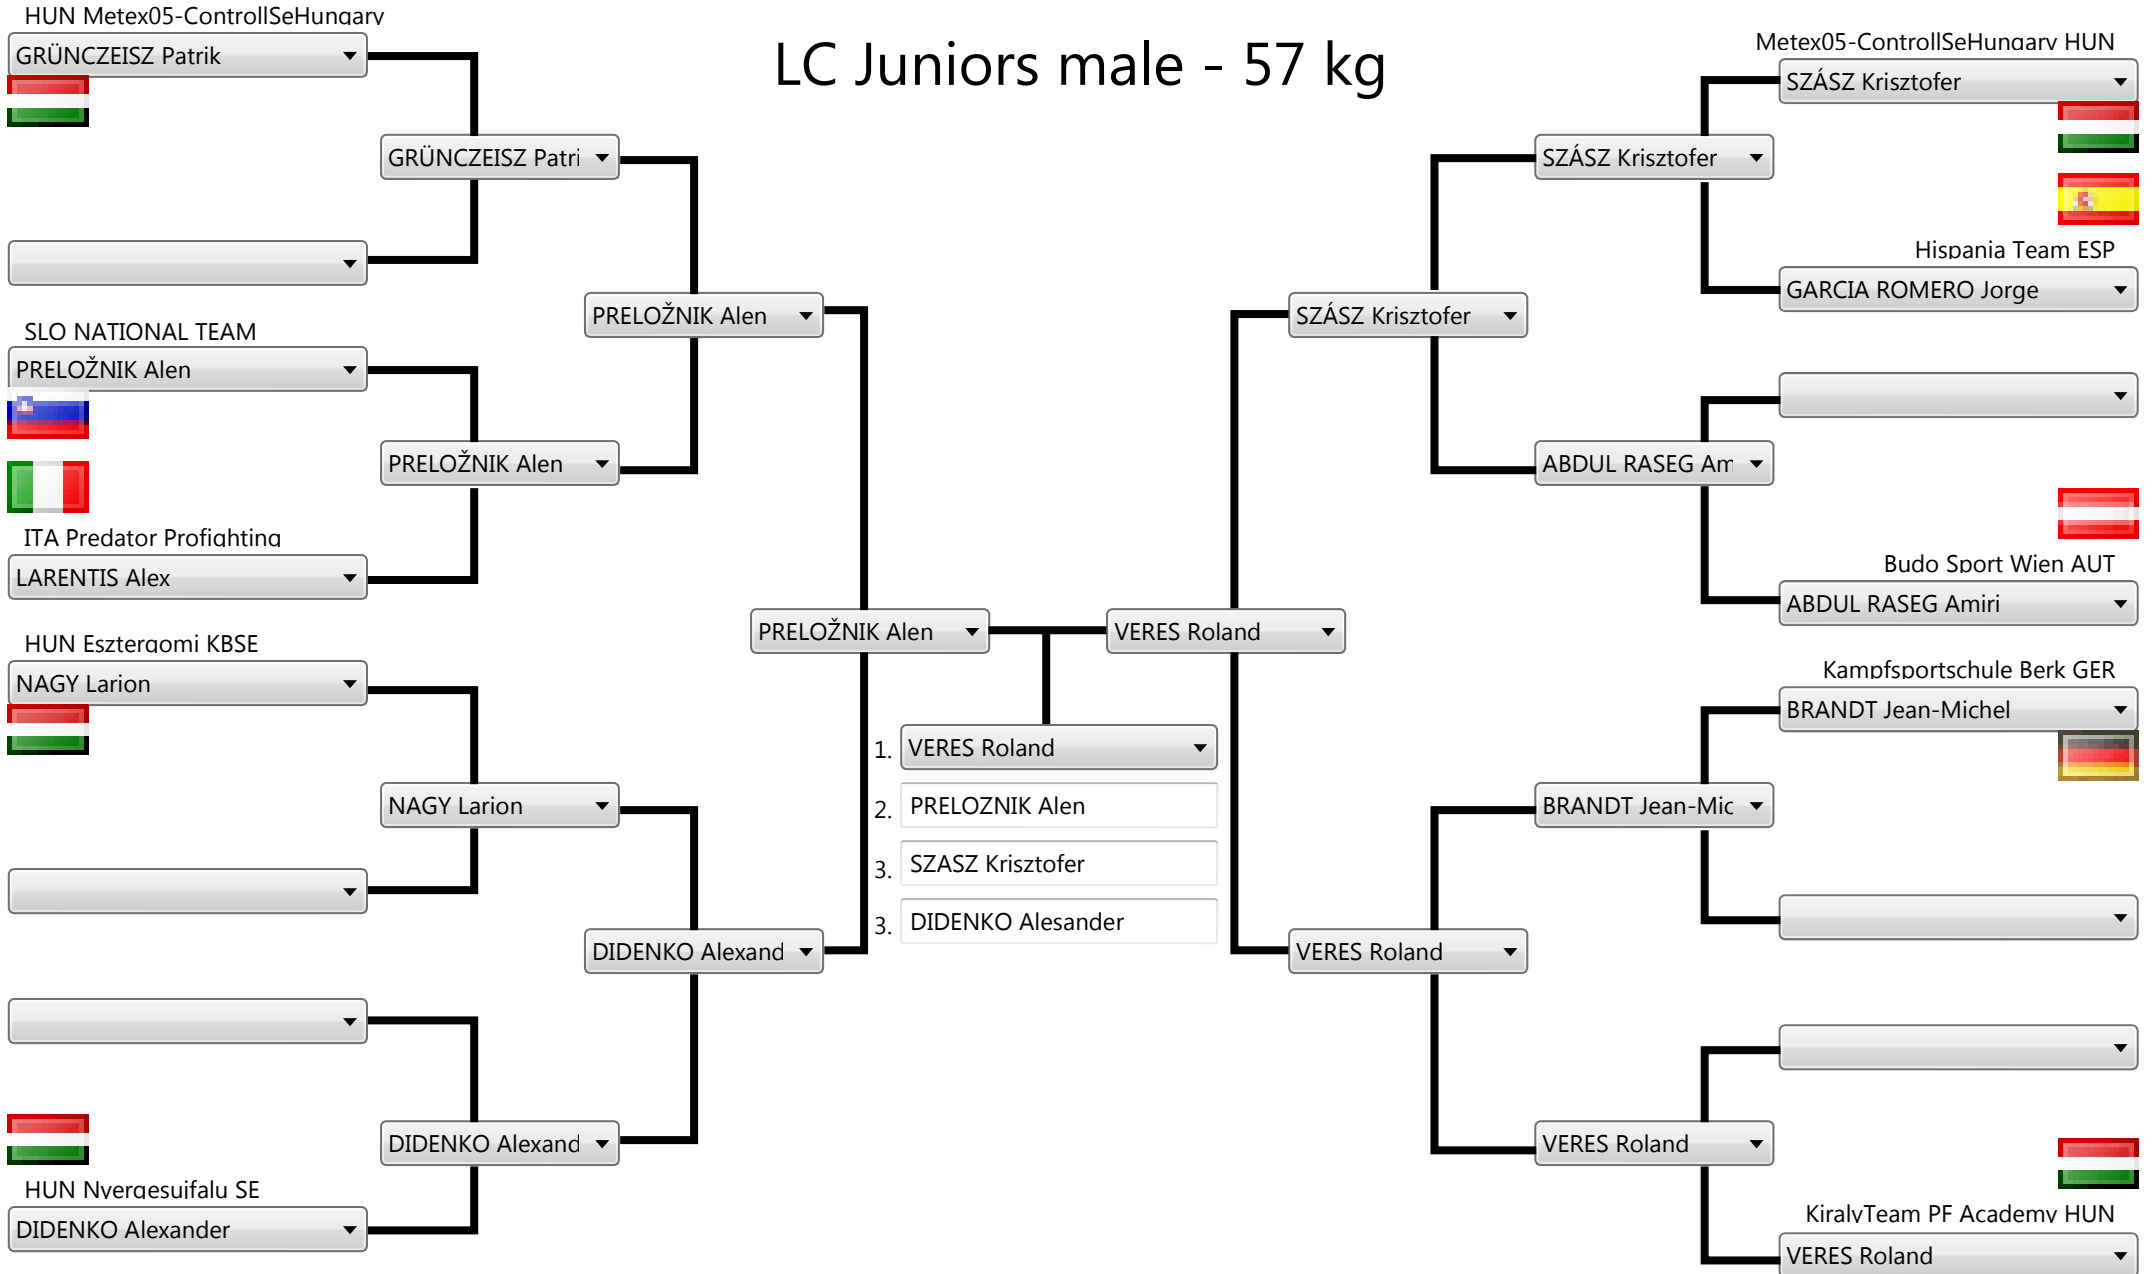 LC Juniors male - 57 kg
HUN Metex05-ControllSeHungary
GRÜNCZEISZ Patrik
SLO NATIONAL TEAM
PRELOŽNIK Alen
ITA Predator Profighting
LARENTIS Alex
HUN Esztergomi KBSE
NAGY Larion
HUN Nyergesujfalu SE
DIDENKO Alexander
GRÜNCZEISZ Patri
PRELOŽNIK Alen
NAGY Larion
DIDENKO Alexand
PRELOŽNIK Alen
DIDENKO Alexand
PRELOŽNIK Alen
VERES Roland
1. VERES Roland
2. PRELOZNIK Alen
3. SZASZ Krisztofer
3. DIDENKO Alesander
SZÁSZ Krisztofer
VERES Roland
SZÁSZ Krisztofer
ABDUL RASEG Am
BRANDT Jean-Mic
VERES Roland
Metex05-ControllSeHungary HUN
SZÁSZ Krisztofer
Hispania Team ESP
GARCIA ROMERO Jorge
Budo Sport Wien AUT
ABDUL RASEG Amiri
Kampfsportschule Berk GER
BRANDT Jean-Michel
KiralyTeam PF Academy HUN
VERES Roland